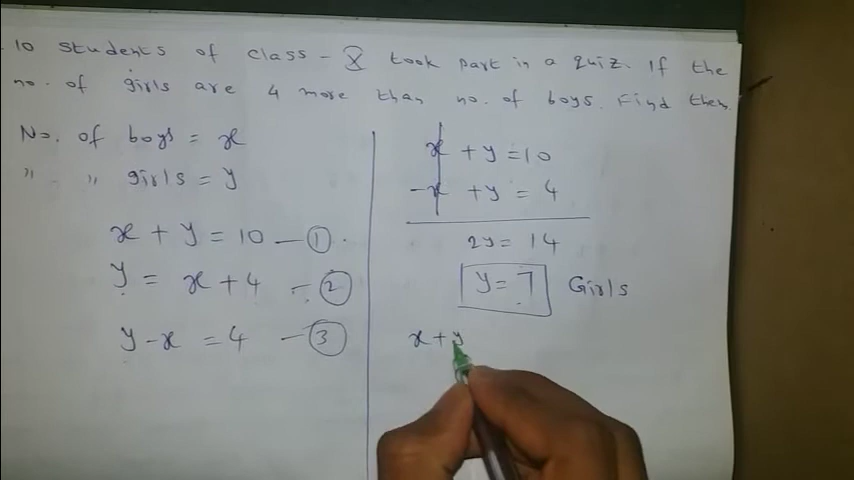 10 students of class - X took part in a quiz. If the
no. of girls are 4 more than no. of boys. Find them.
No. of boys = x
" " girls = y
x + y = 10 - ①
y = x + 4 - ②
y - x = 4 - ③
x + y = 10
-x + y = 4
2y = 14
y = 7 Girls
x + y